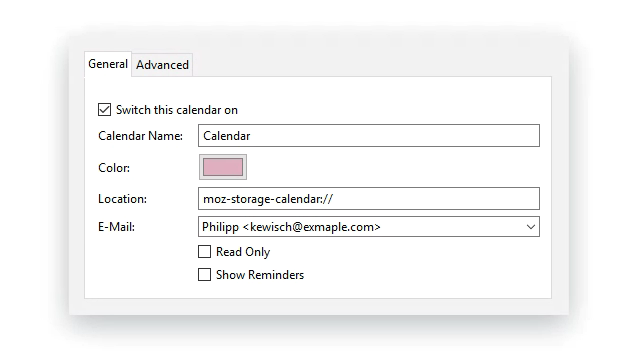 General Advanced
Switch this calendar on
Calendar Name: Calendar
Color:
Location: moz-storage-calendar://
E-Mail: Philipp <kewisch@exmaple.com>
Read Only
Show Reminders